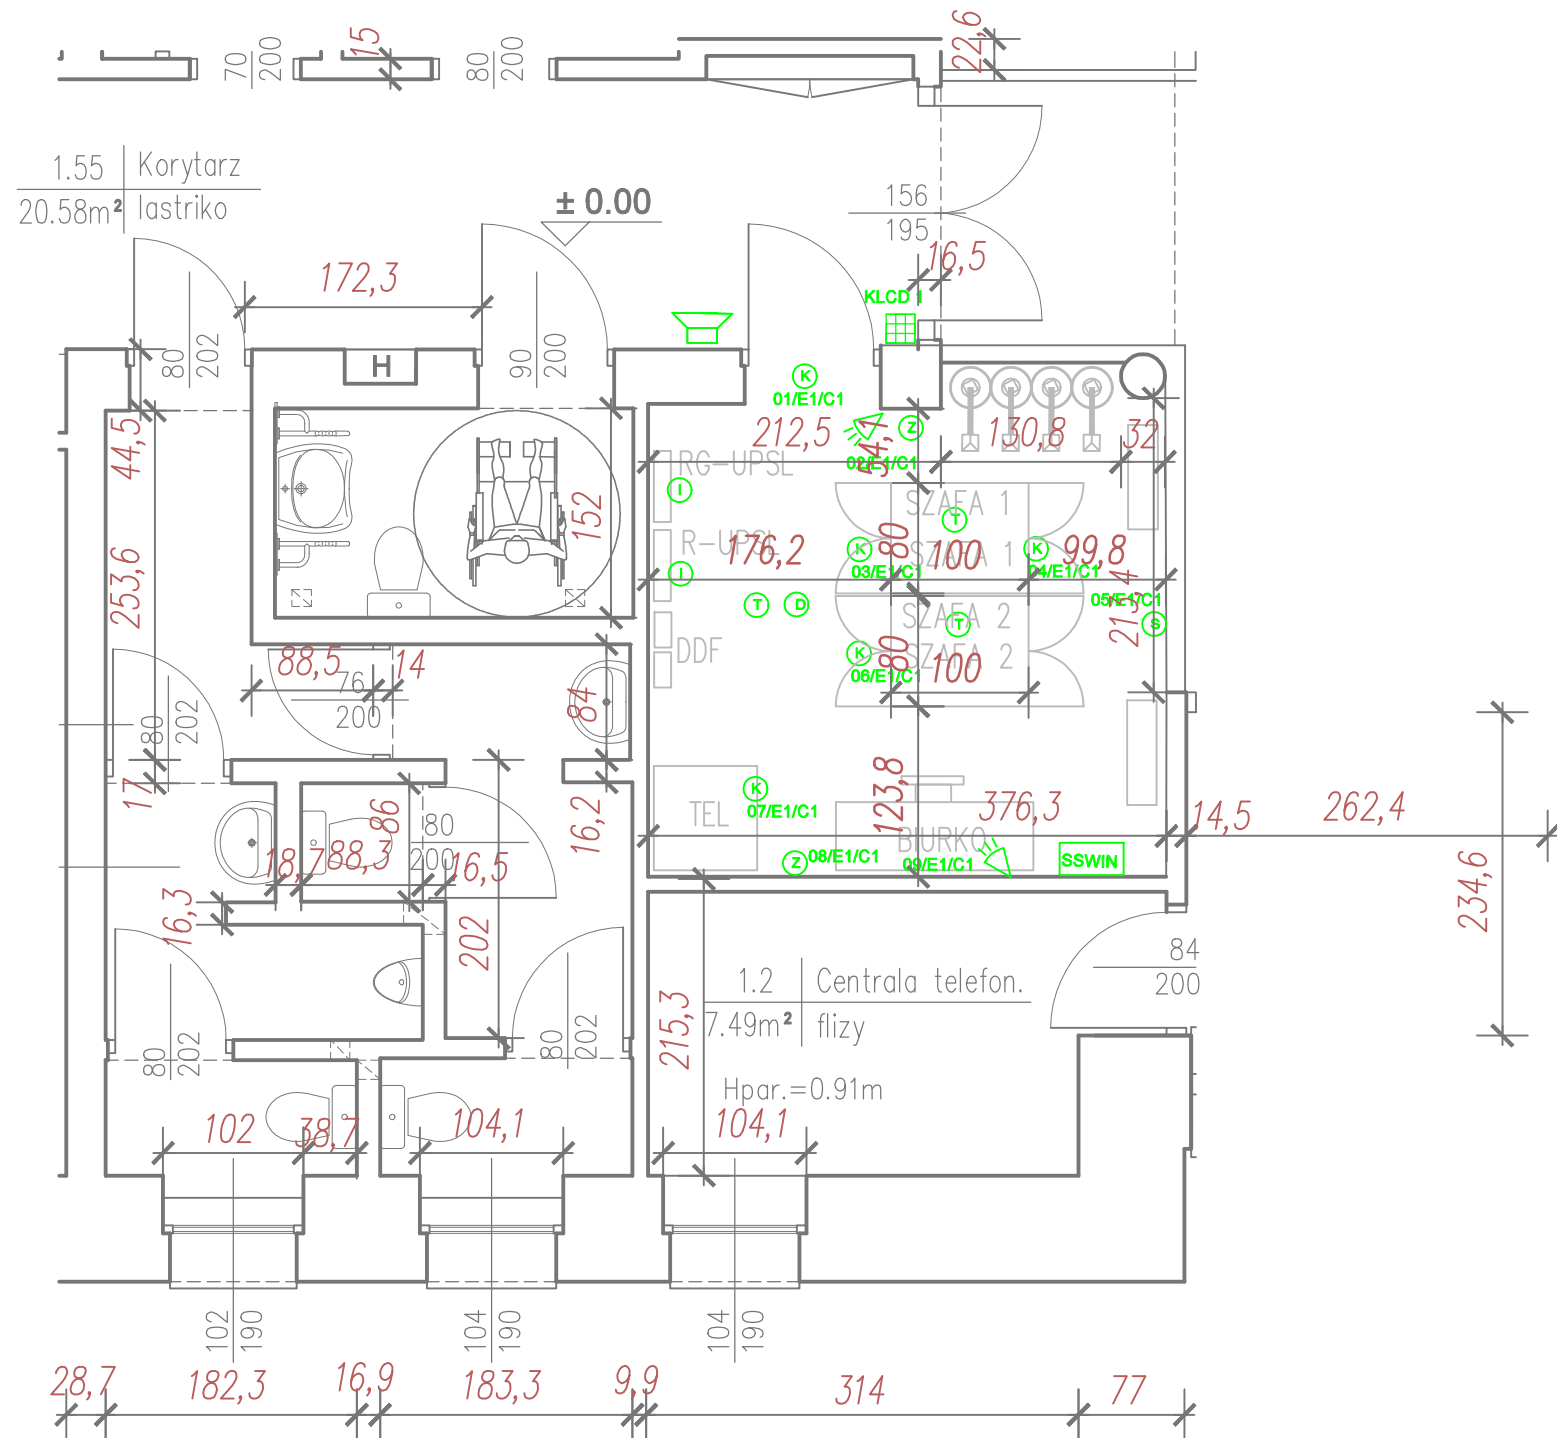 15
22,6
70
200
80
200
1.55
Korytarz
20.58m²
lastriko
± 0.00
156
195
16,5
172,3
KLCD 1
80
202
90
200
H
K
01/E1/C1
44,5
212,5
54,1
Z
02/E1/C1
130,8
32
RG-UPSL
I
SZAFA 1
T
152
253,6
R-UPSL
176,2
I
K
03/E1/C1
80
SZAFA 1
100
K
04/E1/C1
99,8
05/E1/C1
213,4
S
T
D
SZAFA 2
T
DDF
K
06/E1/C1
80
SZAFA 2
100
88,5
14
76
200
84
80
202
17
86
80
200
16,2
18,7
88,3
16,5
TEL
K
07/E1/C1
123,8
376,3
BIURKO
14,5
262,4
Z
08/E1/C1
09/E1/C1
SSWIN
234,6
16,3
202
1.2
Centrala telefon.
7.49m²
flizy
84
200
215,3
Hpar.=0.91m
80
202
80
202
102
38,7
104,1
104,1
102
190
104
190
104
190
28,7
182,3
16,9
183,3
9,9
314
77